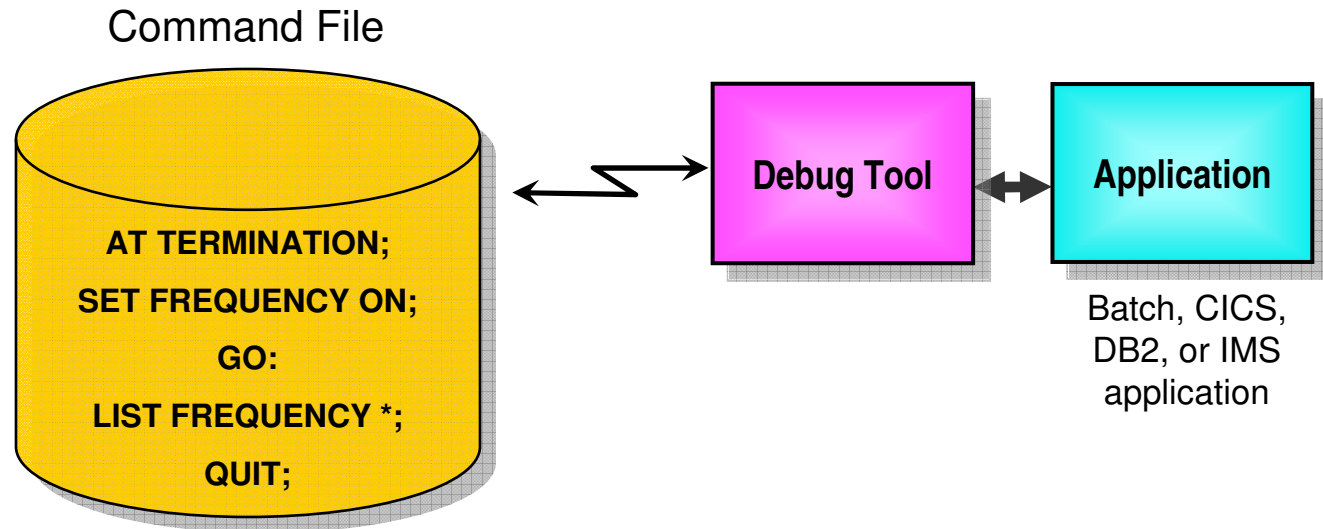 Command File
AT TERMINATION;
SET FREQUENCY ON;
GO:
LIST FREQUENCY *;
QUIT;
Debug Tool
Application
Batch, CICS,
DB2, or IMS
application